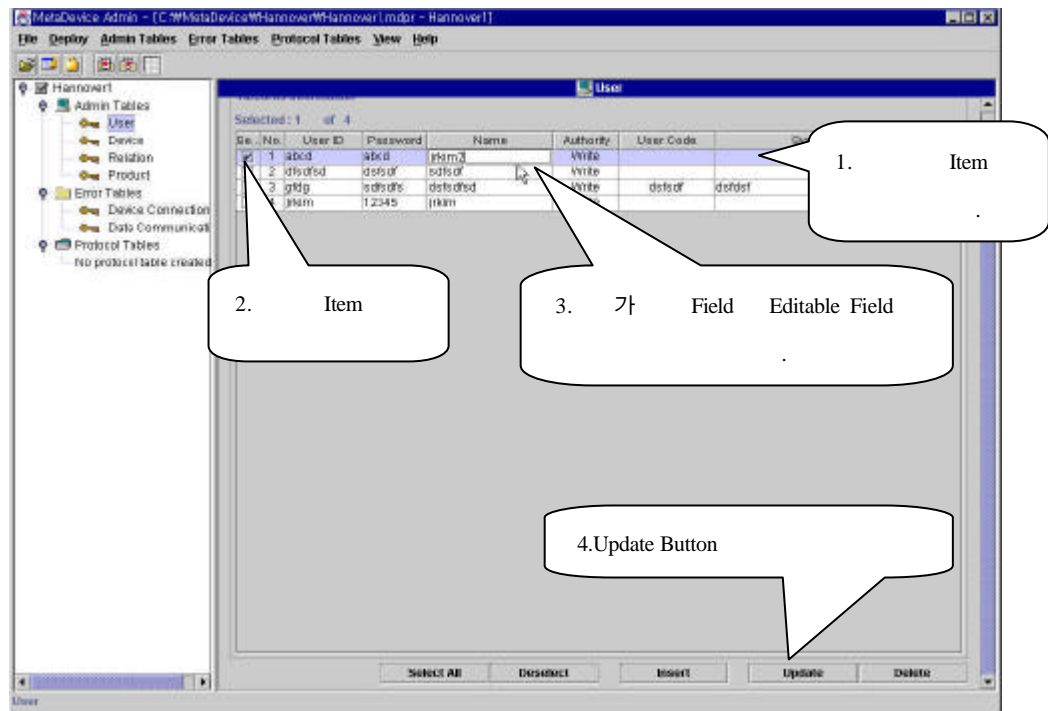 MetaDevice Admin - [C:₩MetaDevice₩Hannover₩Hannover1.mdpr - Hannover1]
File Deploy Admin Tables Error Tables Protocol Tables View Help
Hannover1
Admin Tables
User
Device
Relation
Product
Error Tables
Device Connection
Data Communicati
Protocol Tables
No protocol table created
User
Selected : 1 of 4
Se... No. User ID Password Name Authority User Code
1 abcd abcd jrkim2 Write
2 dfsdfsd dsfsdf sdfsdf Write
3 gfdg sdfsdfs dsfsdfsd Write dsfsdf dsfdsf
4 jrkim 12345 jrkim
1. Item
.
2. Item
3. 가 Field Editable Field
.
4.Update Button
Select All Deselect Insert Update Delete
User